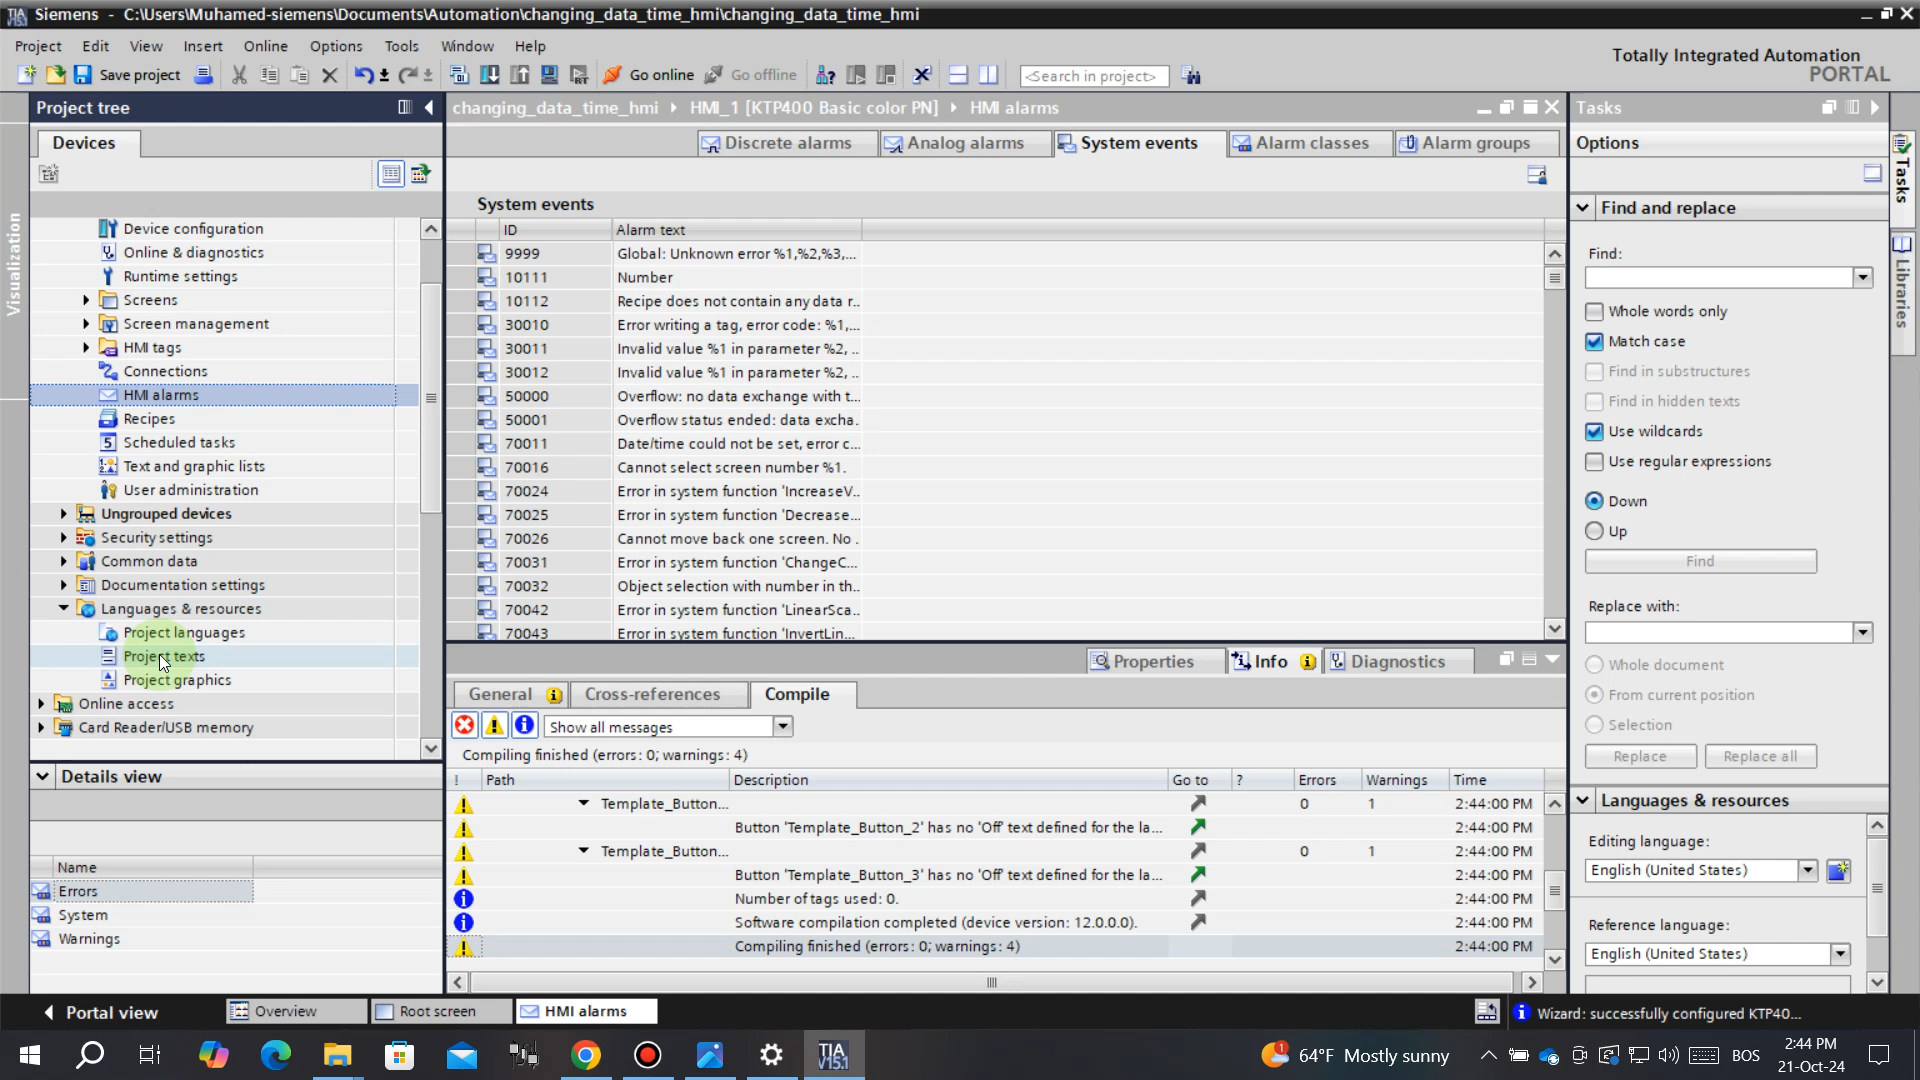 Siemens - C:\Users\Muhamed-siemens\Documents\Automation\changing_data_time_hmi\changing_data_time_hmi
Project Edit View Insert Online Options Tools Window Help
Totally Integrated Automation
PORTAL
Save project
Go online
Go offline
<Search in project>
Project tree
Devices
Visualization
Device configuration
Online & diagnostics
Runtime settings
Screens
Screen management
HMI tags
Connections
HMI alarms
Recipes
Scheduled tasks
Text and graphic lists
User administration
Ungrouped devices
Security settings
Common data
Documentation settings
Languages & resources
Project languages
Project texts
Project graphics
Online access
Card Reader/USB memory
Details view
Name
Errors
System
Warnings
changing_data_time_hmi HMI_1 [KTP400 Basic color PN] HMI alarms
Discrete alarms Analog alarms System events Alarm classes Alarm groups
System events
ID Alarm text
9999 Global: Unknown error %1,%2,%3,...
10111 Number
10112 Recipe does not contain any data r..
30010 Error writing a tag, error code: %1,...
30011 Invalid value %1 in parameter %2, ..
30012 Invalid value %1 in parameter %2, ..
50000 Overflow: no data exchange with t...
50001 Overflow status ended: data excha.
70011 Date/time could not be set, error c...
70016 Cannot select screen number %1.
70024 Error in system function 'IncreaseV..
70025 Error in system function 'Decrease...
70026 Cannot move back one screen. No .
70031 Error in system function 'ChangeC...
70032 Object selection with number in th..
70042 Error in system function 'LinearSca..
70043 Error in system function 'InvertLin...
Properties Info Diagnostics
General Cross-references Compile
Show all messages
Compiling finished (errors: 0; warnings: 4)
! Path Description Go to ? Errors Warnings Time
Template_Button... 0 1 2:44:00 PM
Button 'Template_Button_2' has no 'Off' text defined for the la... 2:44:00 PM
Template_Button... 0 1 2:44:00 PM
Button 'Template_Button_3' has no 'Off' text defined for the la... 2:44:00 PM
Number of tags used: 0. 2:44:00 PM
Software compilation completed (device version: 12.0.0.0). 2:44:00 PM
Compiling finished (errors: 0; warnings: 4) 2:44:00 PM
Tasks
Options
Find and replace
Find:
Whole words only
Match case
Find in substructures
Find in hidden texts
Use wildcards
Use regular expressions
Down
Up
Find
Replace with:
Whole document
From current position
Selection
Replace Replace all
Languages & resources
Editing language:
English (United States)
Reference language:
English (United States)
Tasks
Libraries
Portal view Overview Root screen HMI alarms
Wizard: successfully configured KTP40...
TIA
V15.1
1
64°F Mostly sunny
BOS
2:44 PM
21-Oct-24